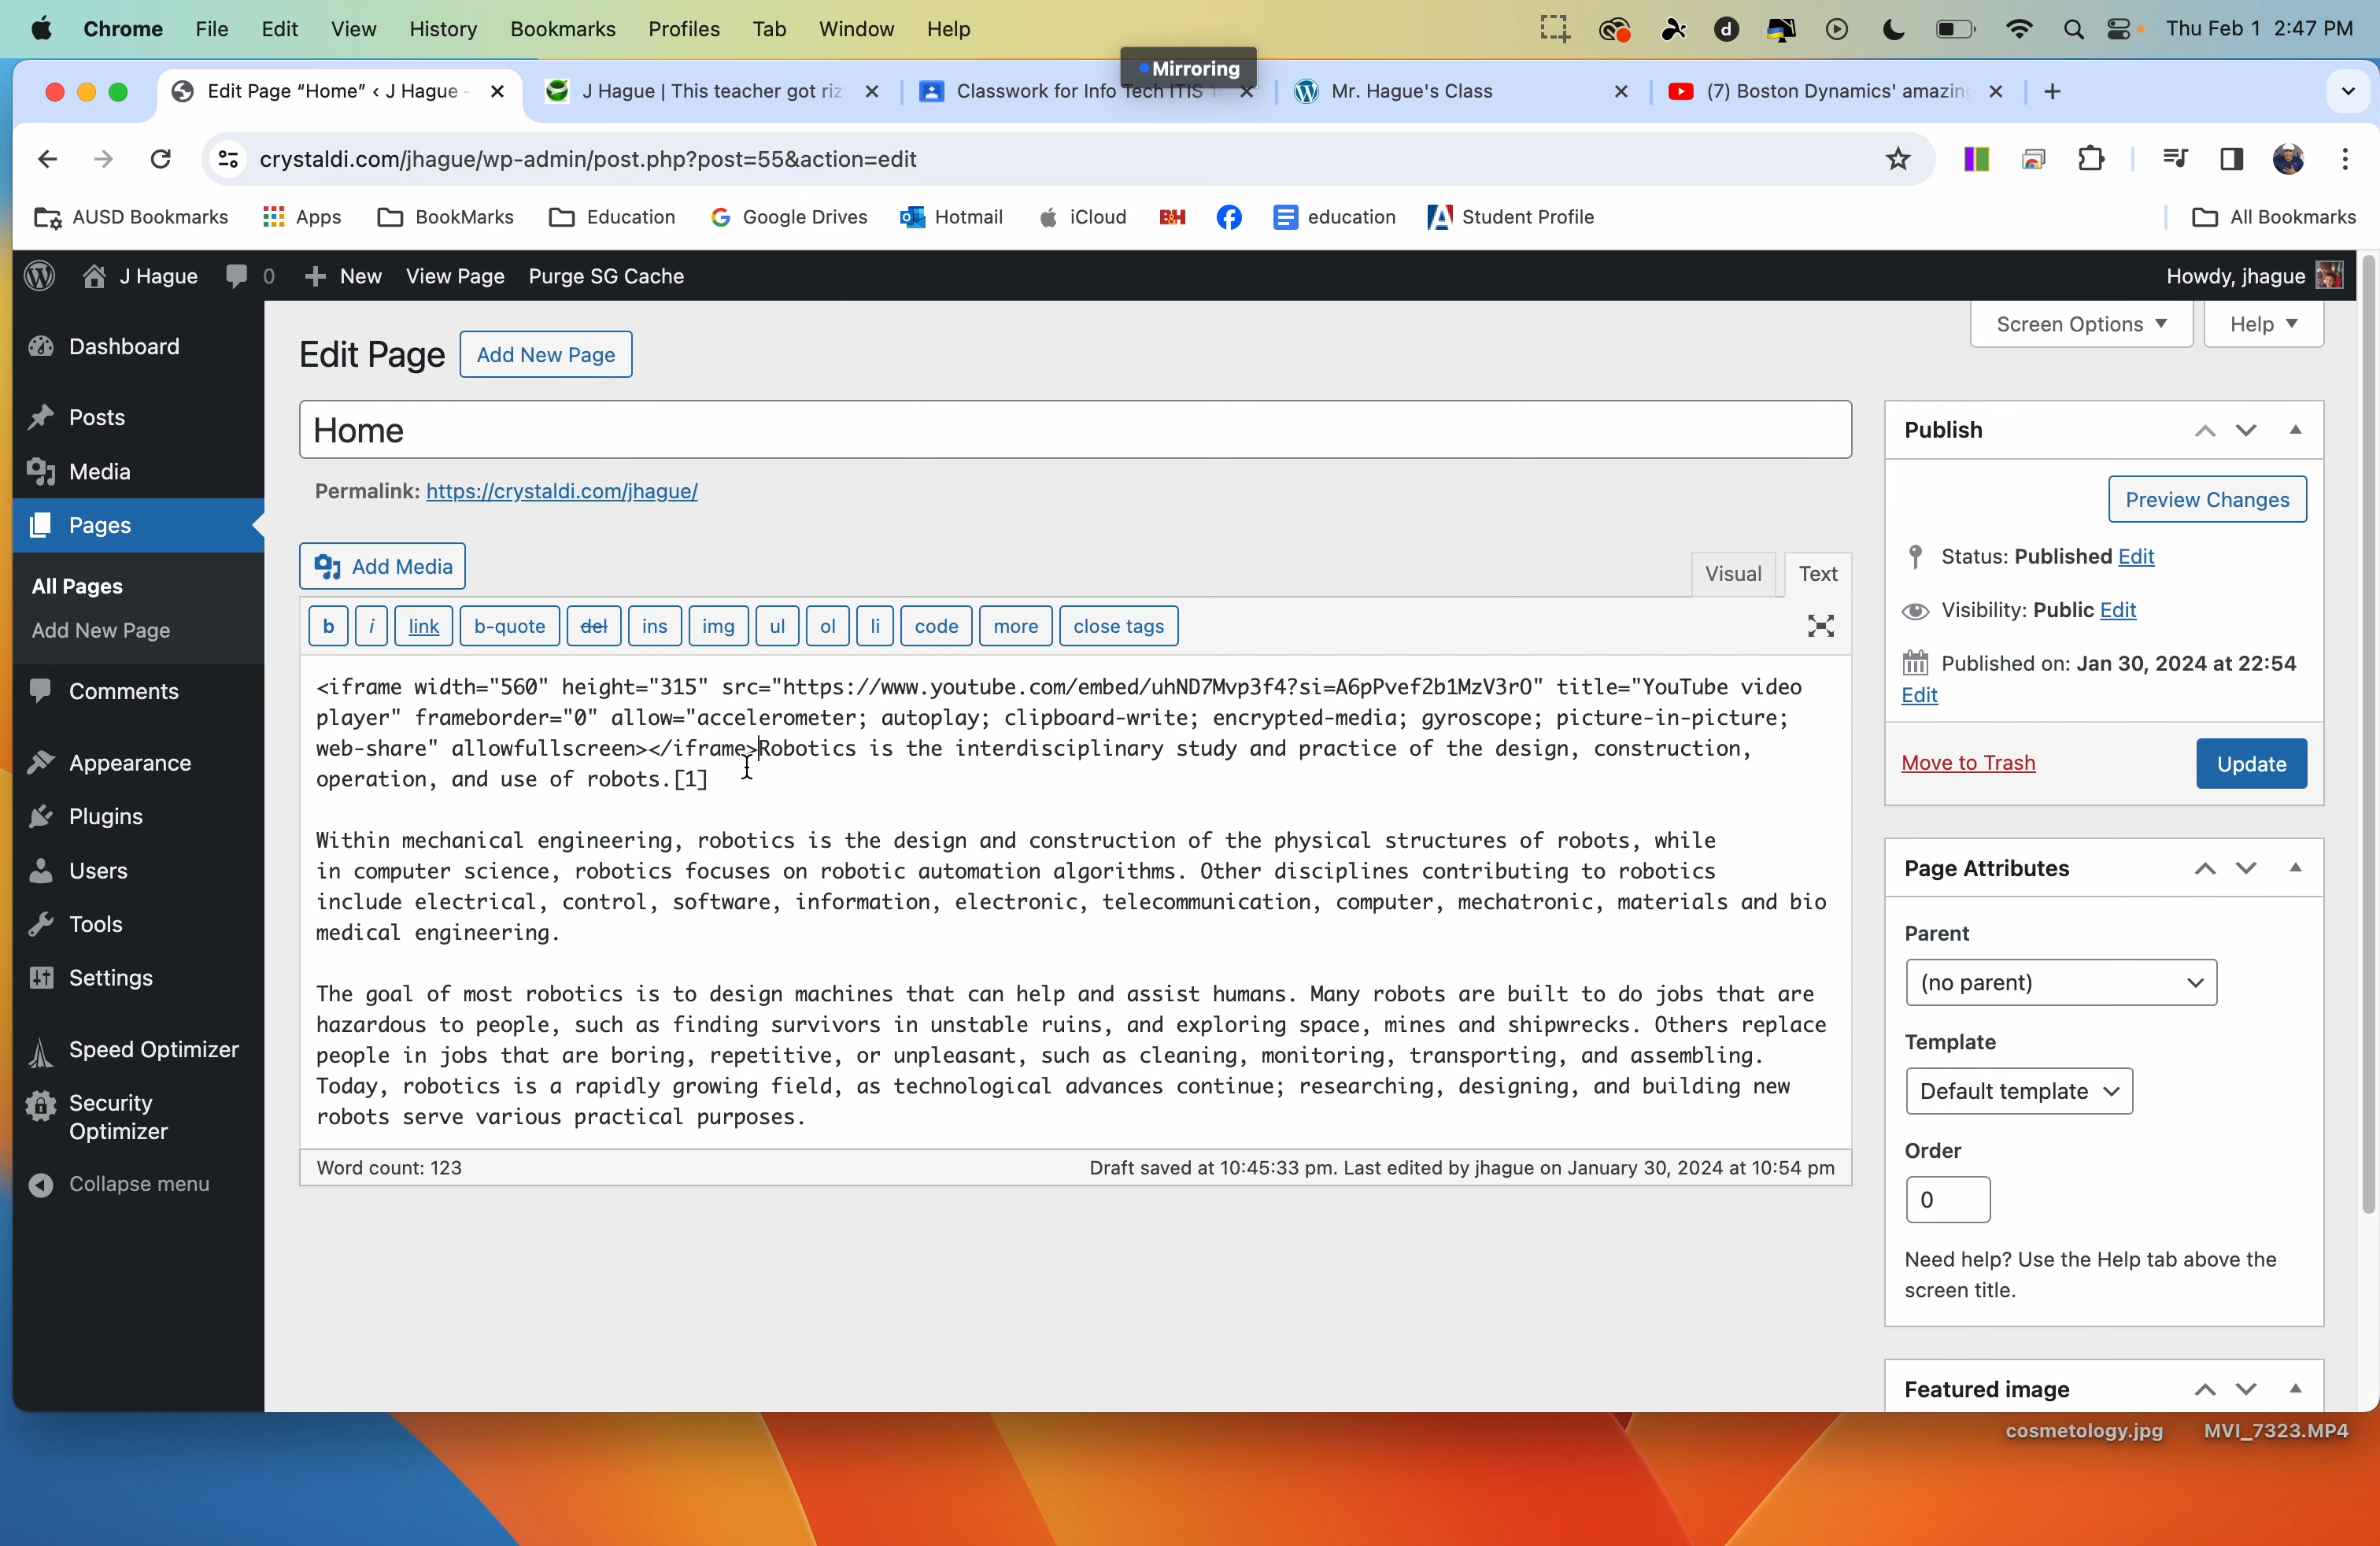 Chrome File Edit View History Bookmarks Profiles Tab Window Help
d
Thu Feb 1 2:47 PM
Mirroring
Edit Page “Home” ‹ J Hague -
J Hague | This teacher got riz
Classwork for Info Tech ITIS 1
Mr. Hague's Class
(7) Boston Dynamics' amazin
crystaldi.com/jhague/wp-admin/post.php?post=55&action=edit
AUSD Bookmarks Apps BookMarks Education Google Drives Hotmail iCloud B&H education Student Profile All Bookmarks
J Hague 0 New View Page Purge SG Cache Howdy, jhague
Dashboard
Posts
Media
Pages
All Pages
Add New Page
Comments
Appearance
Plugins
Users
Tools
Settings
Speed Optimizer
Security
Optimizer
Collapse menu
Screen Options Help
Edit Page Add New Page
Home
Permalink: https://crystaldi.com/jhague/
Add Media
Visual Text
b i link b-quote del ins img ul ol li code more close tags
<iframe width="560" height="315" src="https://www.youtube.com/embed/uhND7Mvp3f4?si=A6pPvef2b1MzV3rO" title="YouTube video
player" frameborder="0" allow="accelerometer; autoplay; clipboard-write; encrypted-media; gyroscope; picture-in-picture;
web-share" allowfullscreen></iframe>Robotics is the interdisciplinary study and practice of the design, construction,
operation, and use of robots.[1]
Within mechanical engineering, robotics is the design and construction of the physical structures of robots, while
in computer science, robotics focuses on robotic automation algorithms. Other disciplines contributing to robotics
include electrical, control, software, information, electronic, telecommunication, computer, mechatronic, materials and bio
medical engineering.
The goal of most robotics is to design machines that can help and assist humans. Many robots are built to do jobs that are
hazardous to people, such as finding survivors in unstable ruins, and exploring space, mines and shipwrecks. Others replace
people in jobs that are boring, repetitive, or unpleasant, such as cleaning, monitoring, transporting, and assembling.
Today, robotics is a rapidly growing field, as technological advances continue; researching, designing, and building new
robots serve various practical purposes.
Word count: 123
Draft saved at 10:45:33 pm. Last edited by jhague on January 30, 2024 at 10:54 pm
Publish
Preview Changes
Status: Published Edit
Visibility: Public Edit
Published on: Jan 30, 2024 at 22:54
Edit
Move to Trash
Update
Page Attributes
Parent
(no parent)
Template
Default template
Order
0
Need help? Use the Help tab above the
screen title.
Featured image
cosmetology.jpg MVI_7323.MP4